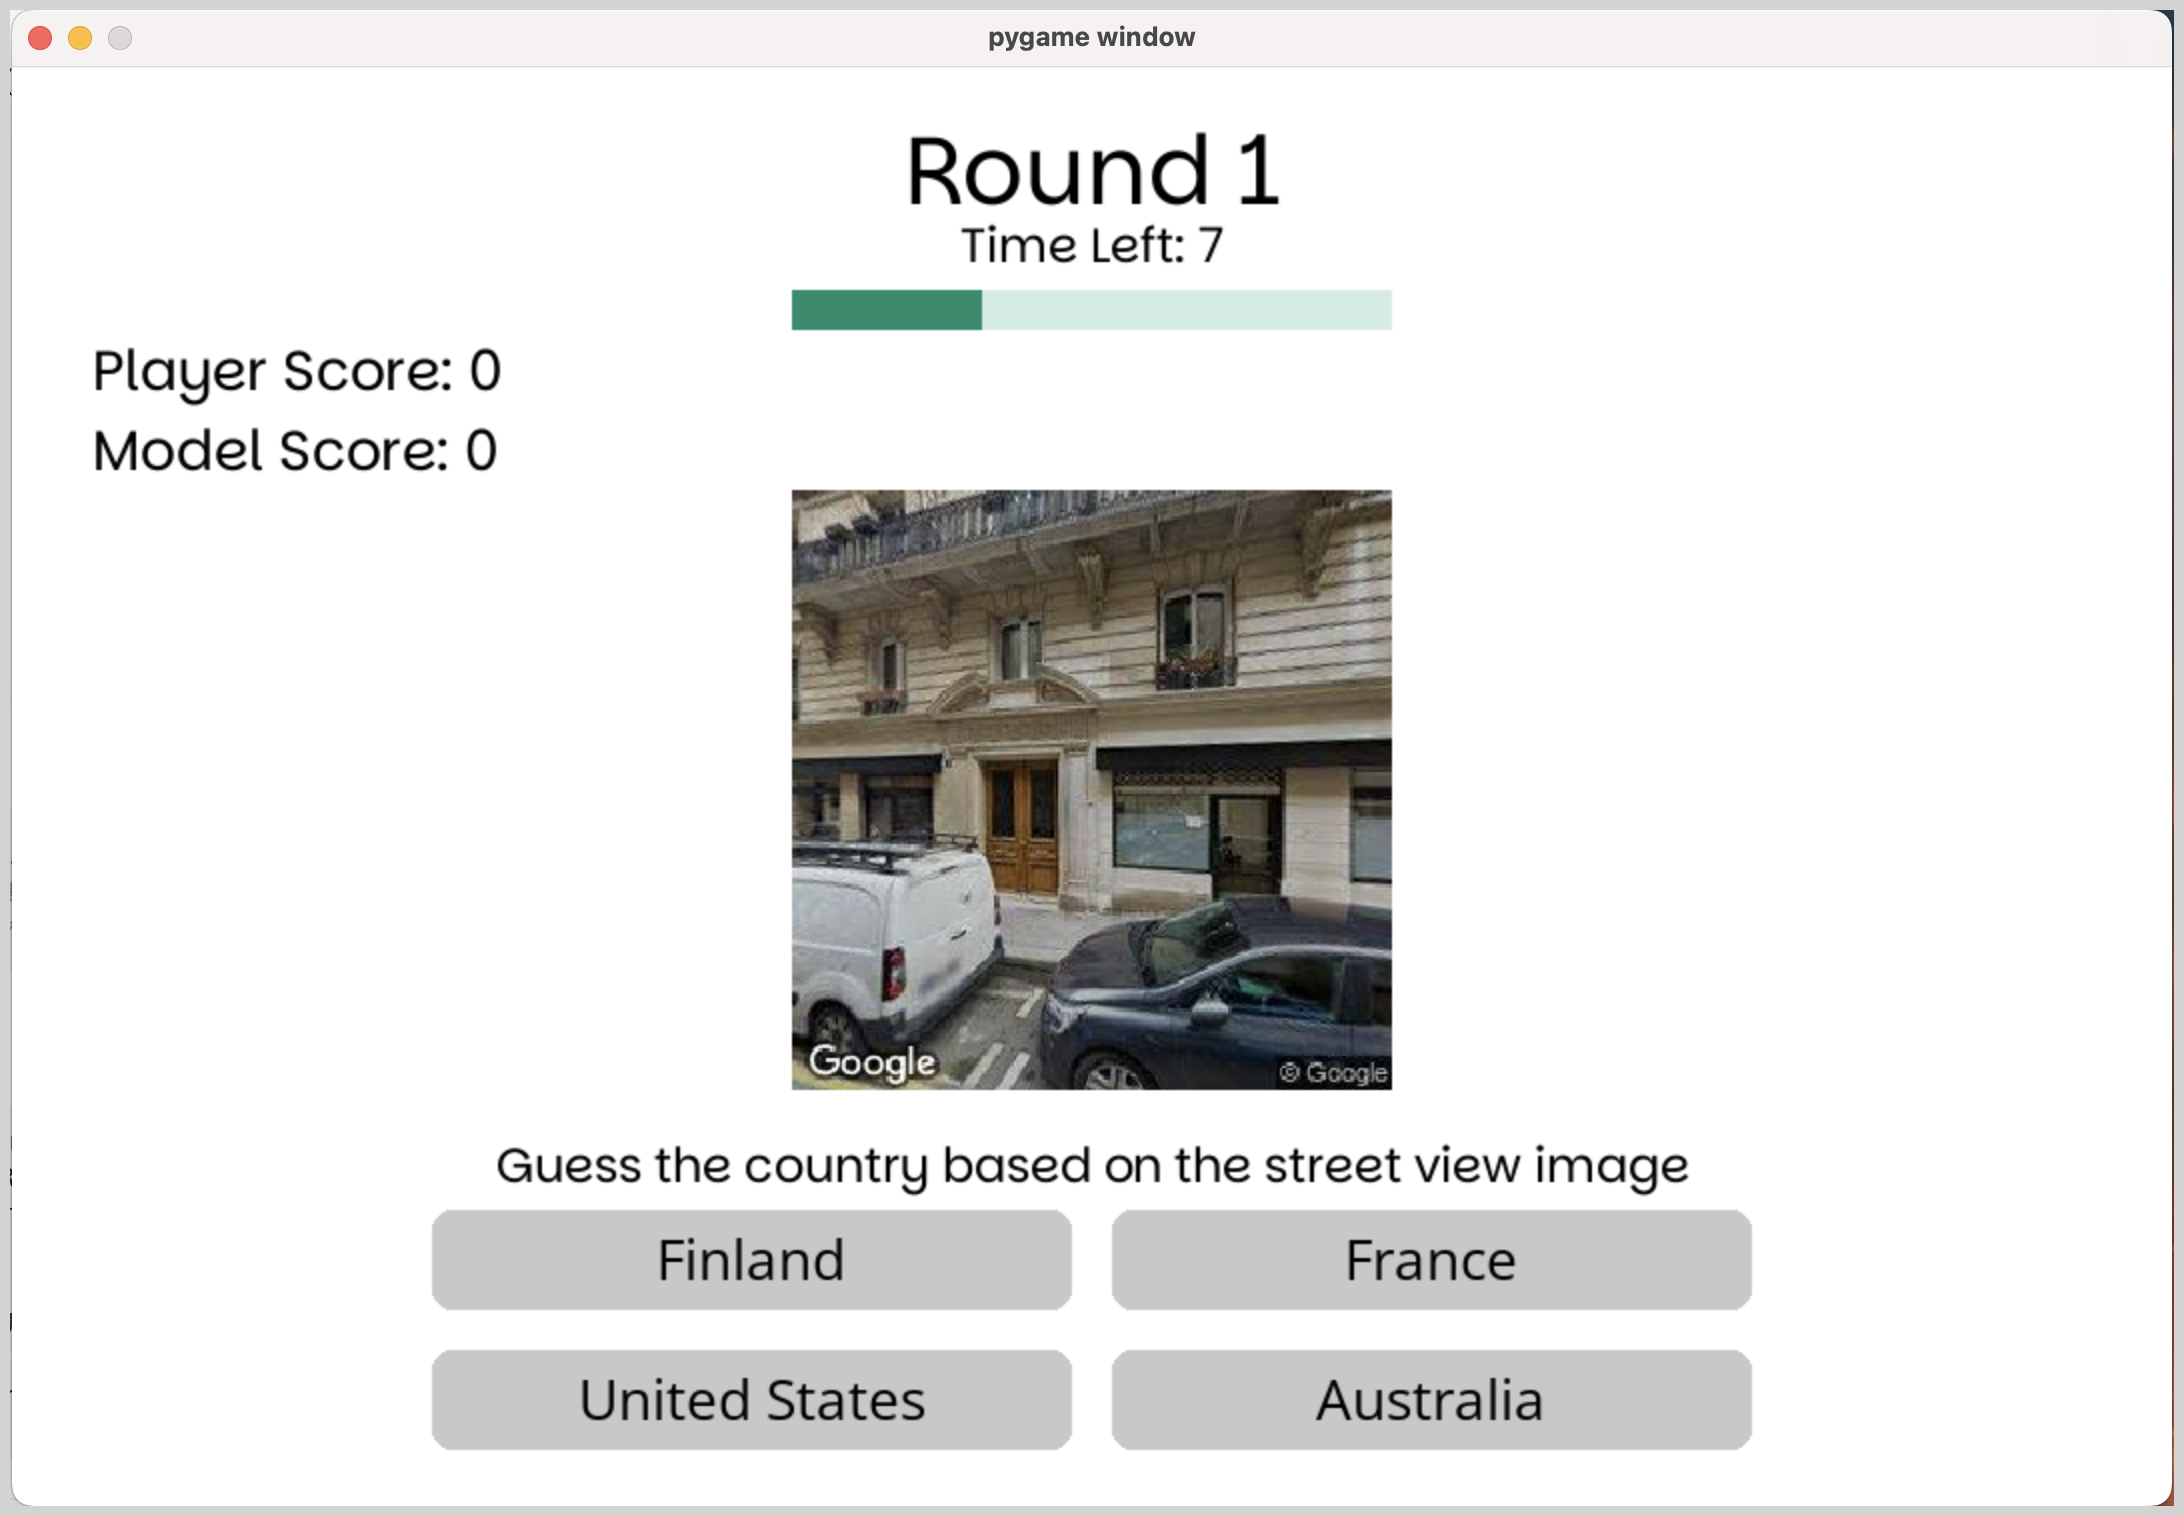 pygame window
Round 1
Time Left: 7
Player Score: 0
Model Score: 0
Google
© Google
Guess the country based on the street view image
Finland
France
United States
Australia